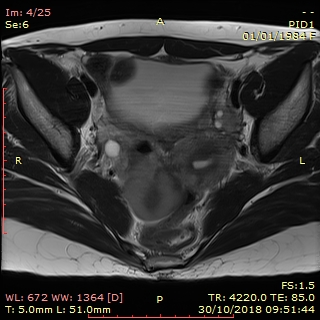 Im: 4/25
Se:6
A
- -
PID1
01/01/1984 F
R
L
WL: 672 WW: 1364 [D]
T: 5.0mm L: 51.0mm
P
FS:1.5
TR: 4220.0 TE: 85.0
30/10/2018 09:51:44